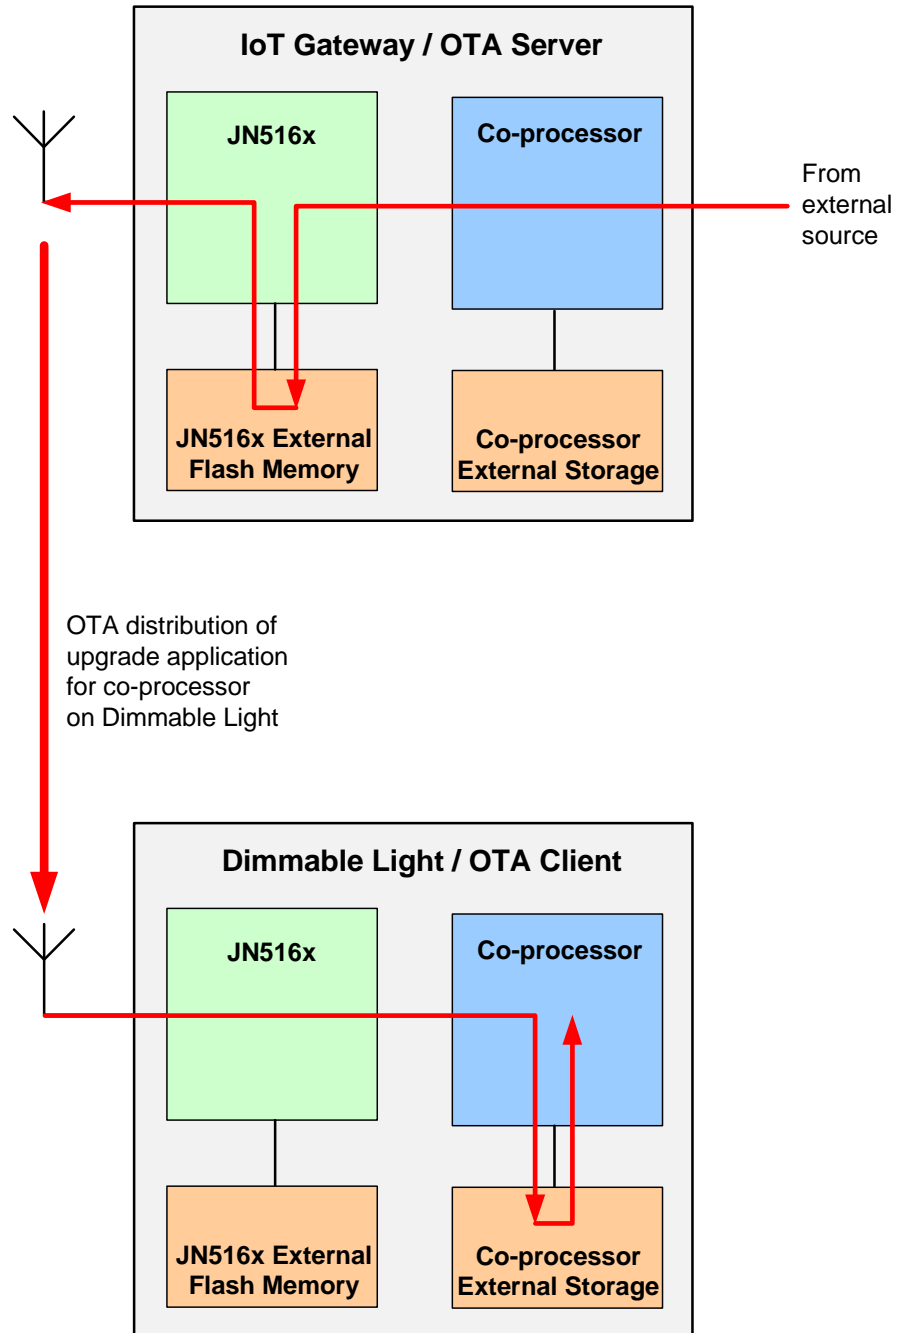 IoT Gateway / OTA Server
JN516x
Co-processor
From
external
source
JN516x External
Flash Memory
Co-processor
External Storage
OTA distribution of
upgrade application
for co-processor
on Dimmable Light
Dimmable Light / OTA Client
JN516x
Co-processor
JN516x External
Flash Memory
Co-processor
External Storage